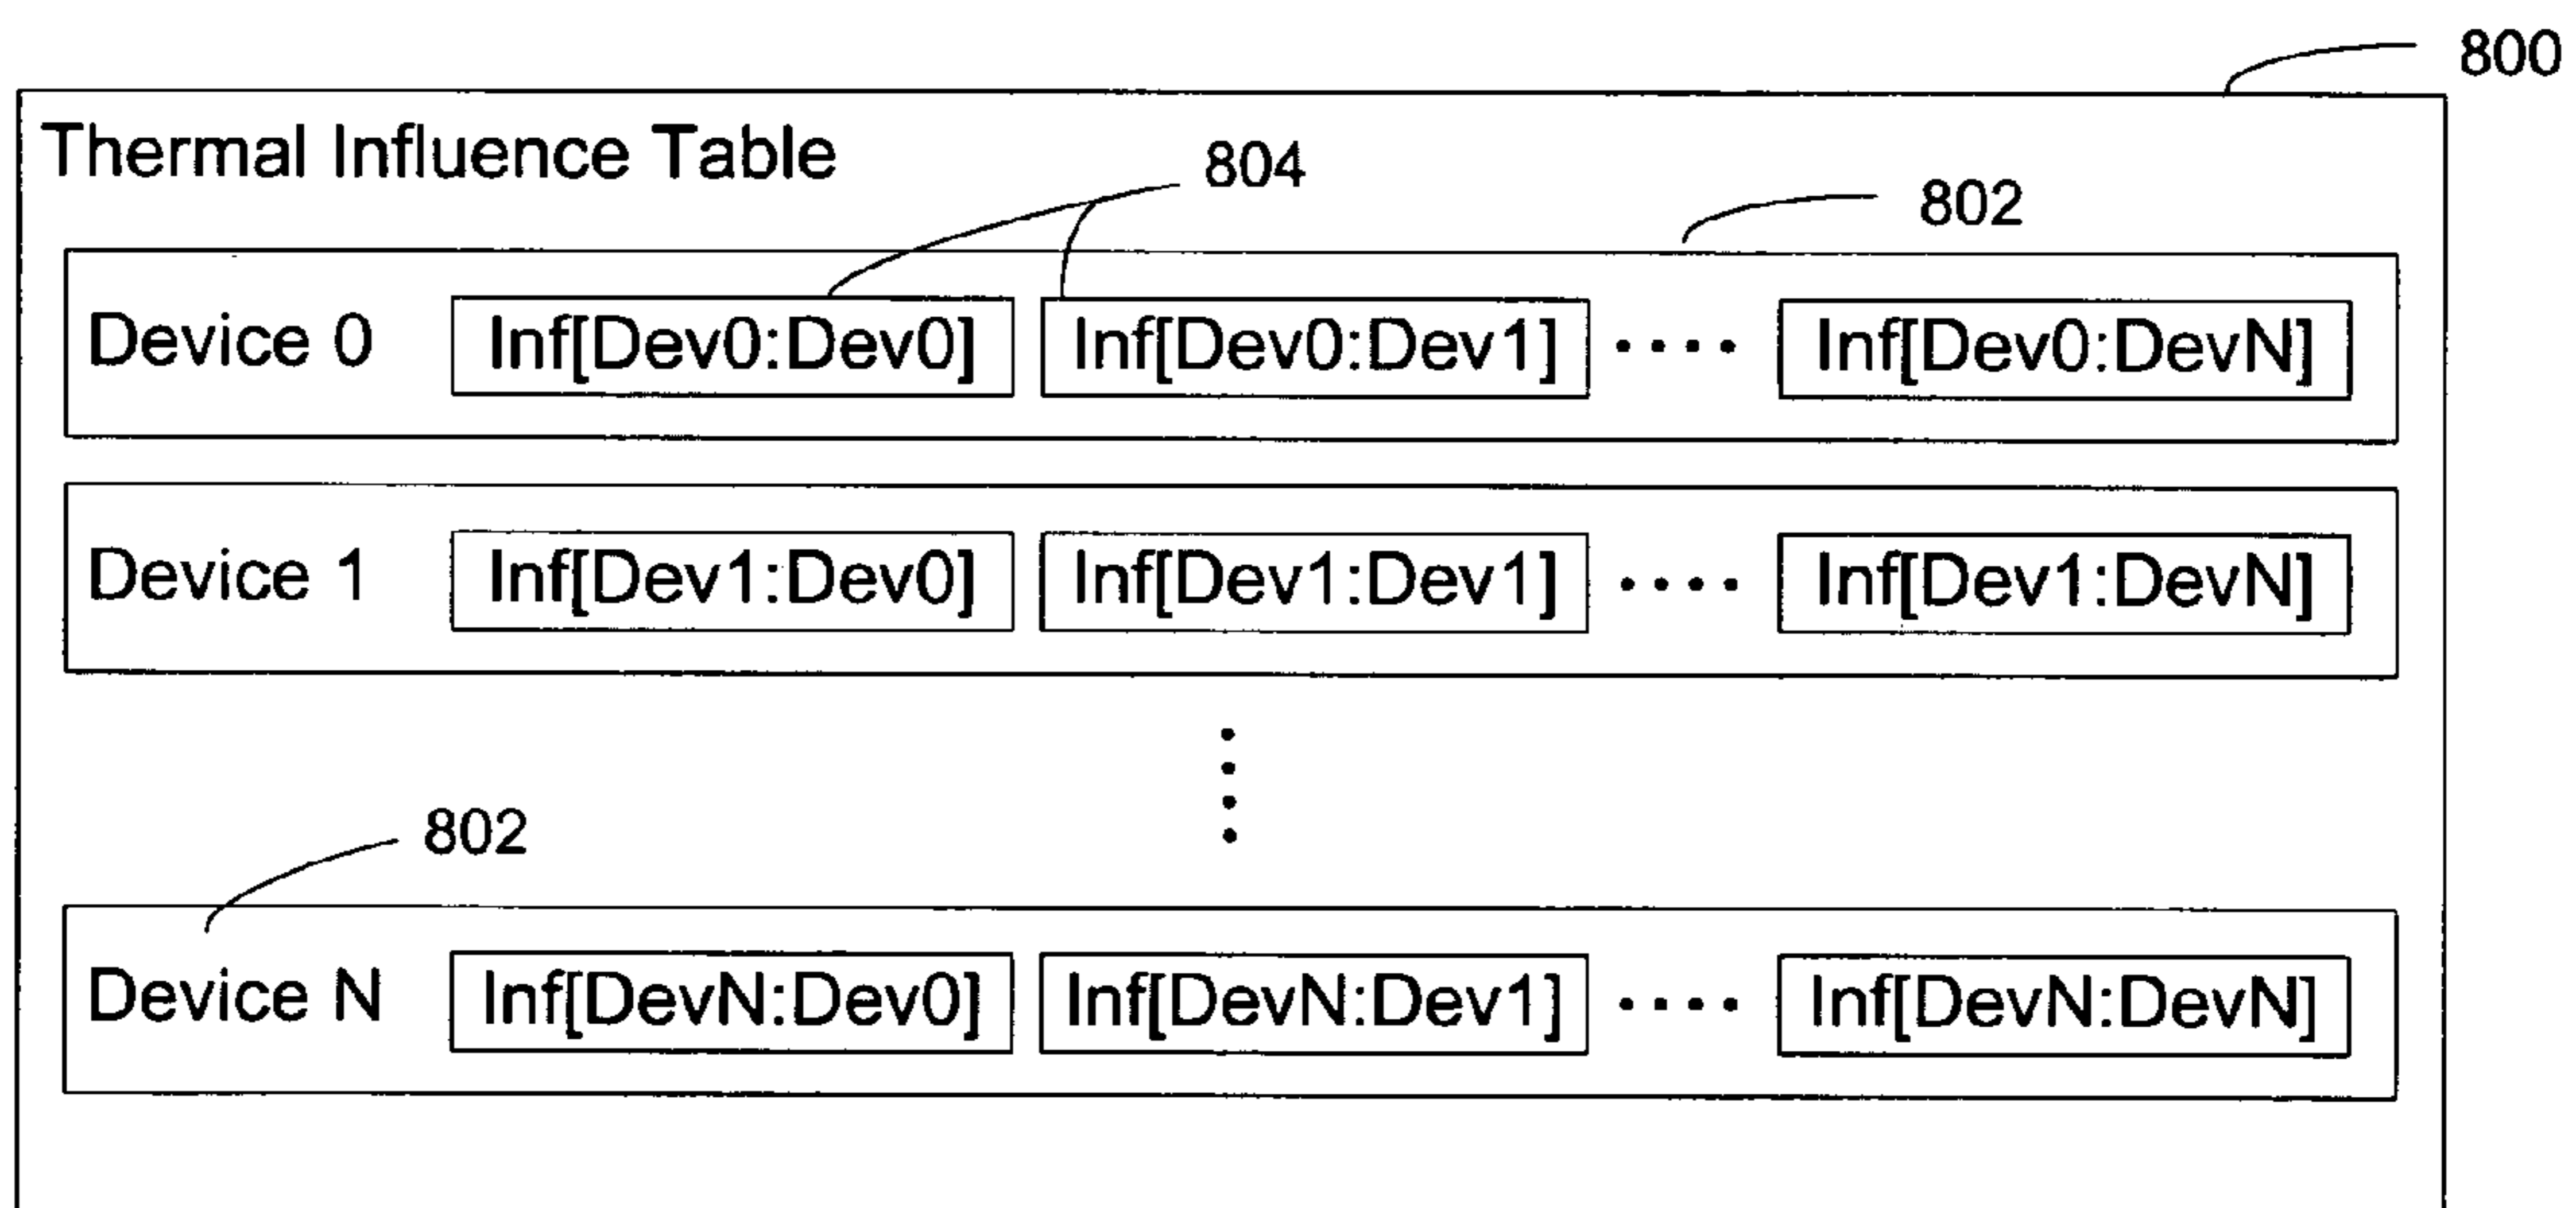 800
Thermal Influence Table
804
802
Device 0 Inf[Dev0:Dev0] Inf[Dev0:Dev1] .... Inf[Dev0:DevN]
Device 1 Inf[Dev1:Dev0] Inf[Dev1:Dev1] .... Inf[Dev1:DevN]
802
Device N Inf[DevN:Dev0] Inf[DevN:Dev1] .... Inf[DevN:DevN]